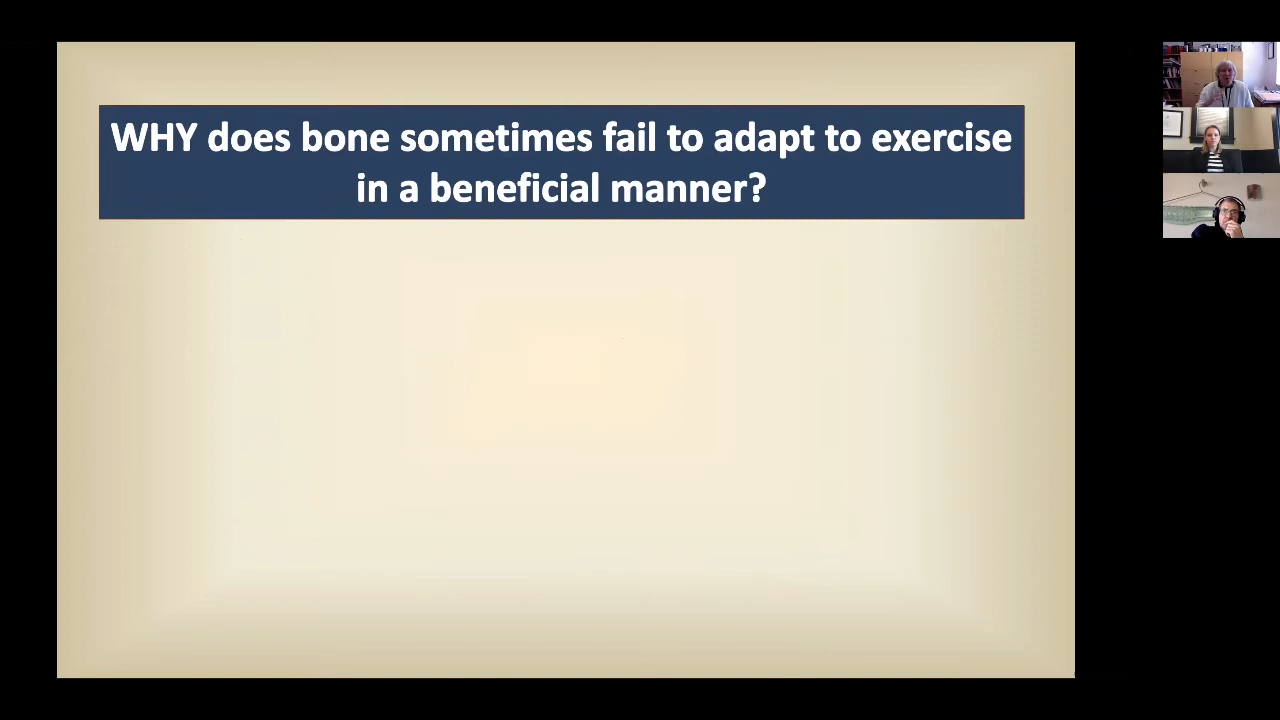 WHY does bone sometimes fail to adapt to exercise
in a beneficial manner?